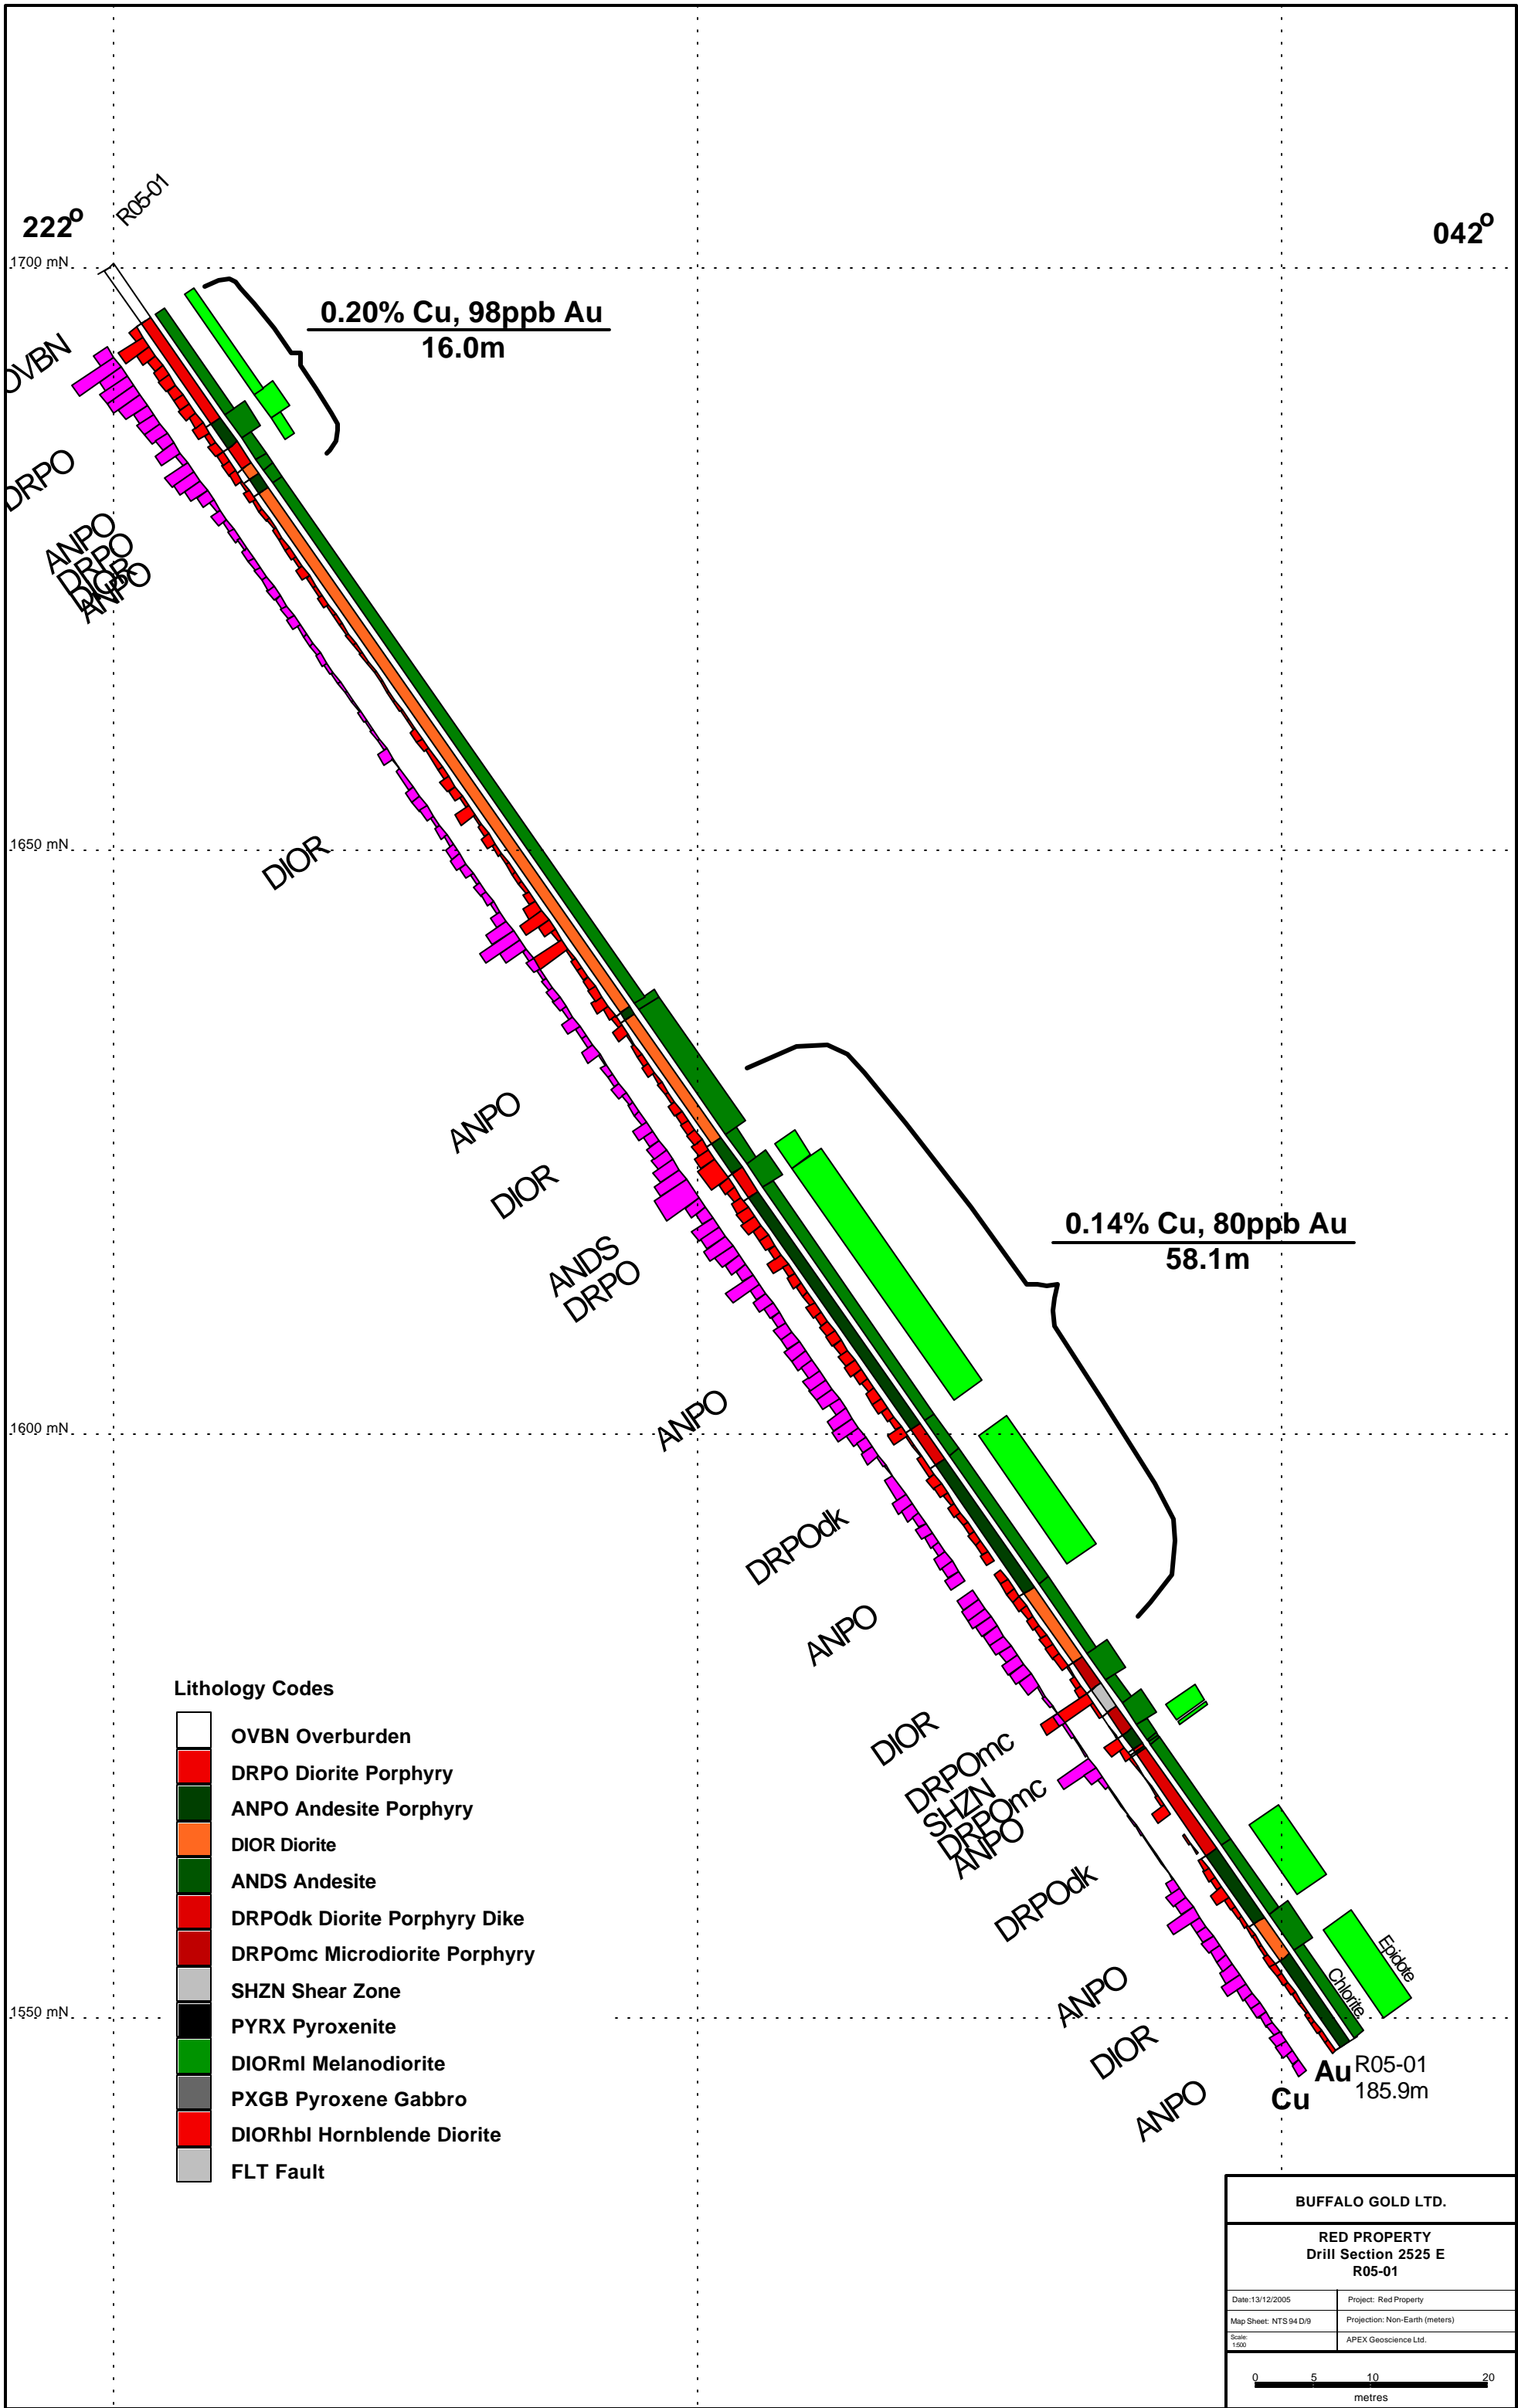 222o
R05-01
042o
1700 mN
0.20% Cu, 98ppb Au
16.0m
OVBN
DRPO
ANPO
DRPO
DIOR
ANPO
1650 mN
DIOR
ANPO
DIOR
ANDS
DRPO
0.14% Cu, 80ppb Au
58.1m
ANPO
1600 mN
DRPOdk
ANPO
DIOR
DRPOmc
SHZN
DRPOmc
ANPO
DRPOdk
ANPO
DIOR
ANPO
Epidote
Chlorite
1550 mN
Au
Cu
R05-01
185.9m
Lithology Codes
OVBN Overburden
DRPO Diorite Porphyry
ANPO Andesite Porphyry
DIOR Diorite
ANDS Andesite
DRPOdk Diorite Porphyry Dike
DRPOmc Microdiorite Porphyry
SHZN Shear Zone
PYRX Pyroxenite
DIORml Melanodiorite
PXGB Pyroxene Gabbro
DIORhbl Hornblende Diorite
FLT Fault
BUFFALO GOLD LTD.
RED PROPERTY
Drill Section 2525 E
R05-01
Date:13/12/2005
Project: Red Property
Map Sheet: NTS 94 D/9
Projection: Non-Earth (meters)
Scale:
1:500
APEX Geoscience Ltd.
0 5 10 20
metres